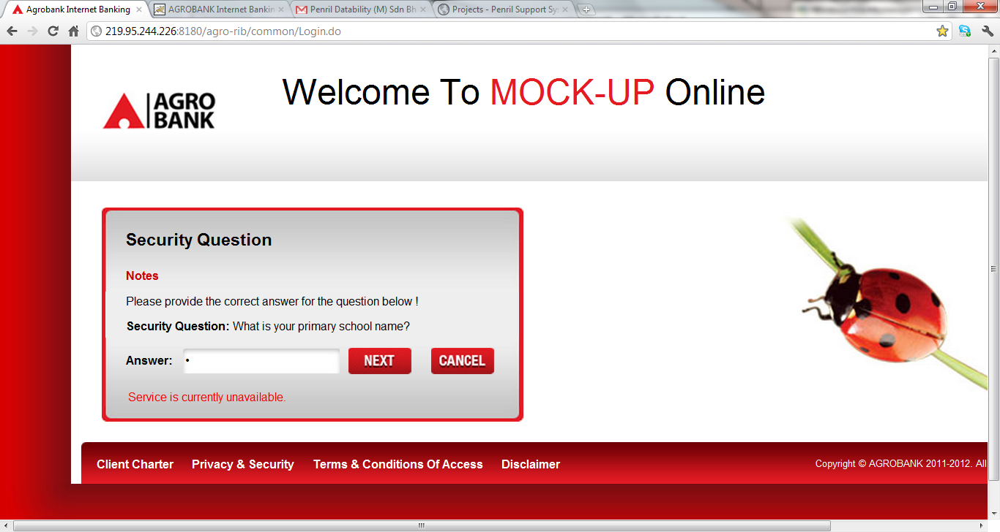 Agrobank Internet Banking
AGROBANK Internet Bankin
Penril Datability (M) Sdn Bh
Projects - Penril Support Sy
219.95.244.226:8180/agro-rib/common/Login.do
AGRO
BANK
Welcome To MOCK-UP Online
Security Question
Notes
Please provide the correct answer for the question below !
Security Question: What is your primary school name?
Answer: • NEXT CANCEL
Service is currently unavailable.
Client Charter Privacy & Security Terms & Conditions Of Access Disclaimer Copyright © AGROBANK 2011-2012. All